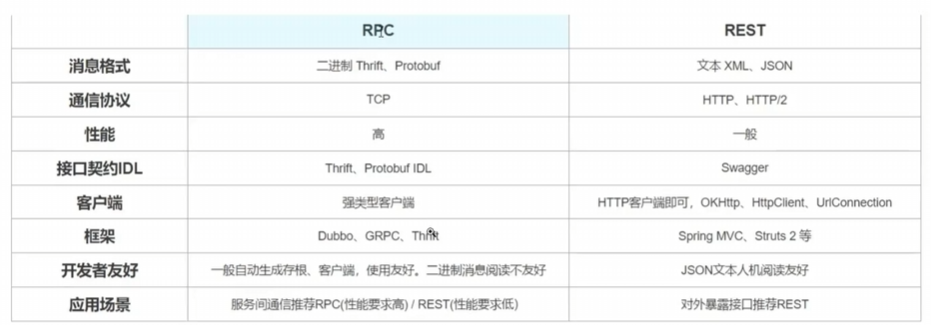 RPC REST
消息格式 二进制 Thrift、Protobuf 文本 XML、JSON
通信协议 TCP HTTP、HTTP/2
性能 高 一般
接口契约IDL Thrift、Protobuf IDL Swagger
客户端 强类型客户端 HTTP客户端即可，OKHttp、HttpClient、UrlConnection
框架 Dubbo、GRPC、Thrift Spring MVC、Struts 2 等
开发者友好 一般自动生成存根、客户端，使用友好。二进制消息阅读不友好 JSON文本人机阅读友好
应用场景 服务间通信推荐RPC(性能要求高) / REST(性能要求低) 对外暴露接口推荐REST